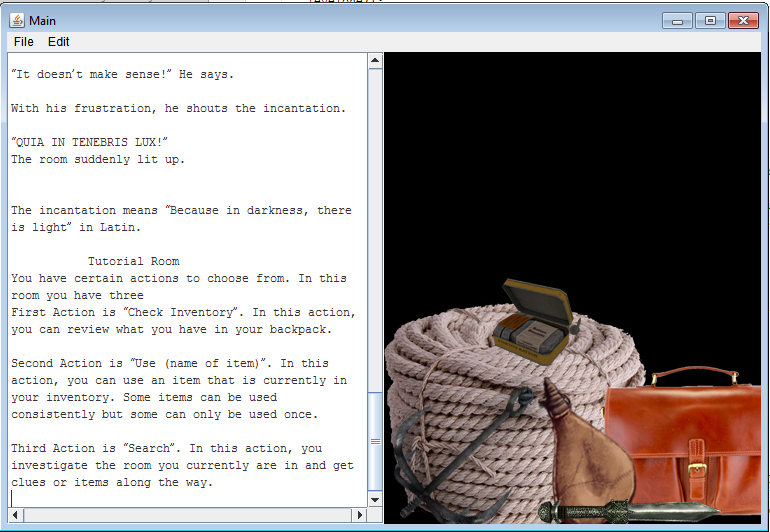 Main
File Edit
"It doesn't make sense!" He says.
With his frustration, he shouts the incantation.
"QUIA IN TENEBRIS LUX!"
The room suddenly lit up.
The incantation means "Because in darkness, there
is light" in Latin.
Tutorial Room
You have certain actions to choose from. In this
room you have three
First Action is "Check Inventory". In this action,
you can review what you have in your backpack.
Second Action is "Use (name of item)". In this
action, you can use an item that is currently in
your inventory. Some items can be used
consistently but some can only be used once.
Third Action is "Search". In this action, you
investigate the room you currently are in and get
clues or items along the way.